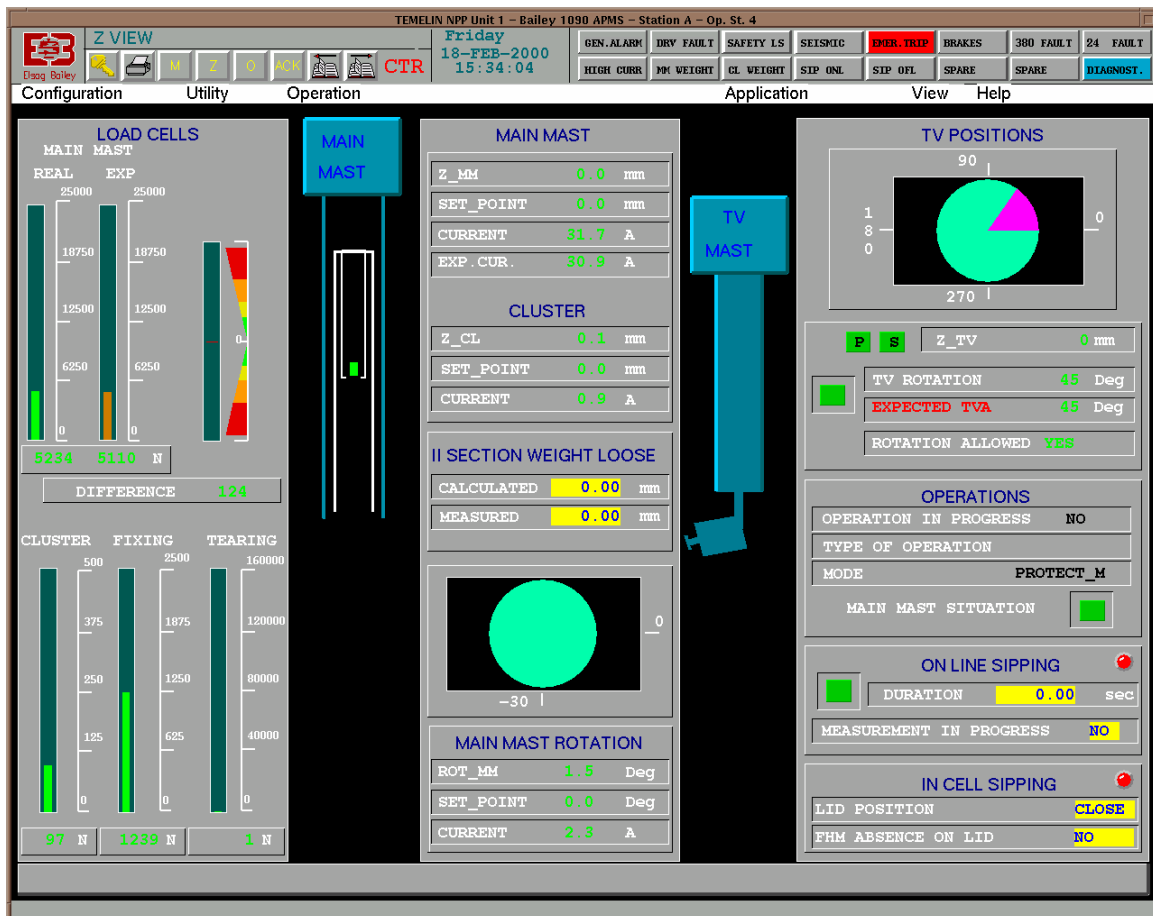 TEMELIN NPP Unit 1 – Bailey 1090 APMS – Station A – Op. St. 4
Elsag Bailey
Z VIEW
M Z O ACK CTR
Friday
18-FEB-2000
15:34:04
GEN.ALARM DRV FAULT SAFETY LS SEISMIC EMER.TRIP BRAKES 380 FAULT 24 FAULT
HIGH CURR MM WEIGHT CL WEIGHT SIP ONL SIP OFL SPARE SPARE DIAGNOST.
Configuration Utility Operation Application View Help
LOAD CELLS
MAIN MAST
REAL EXP
25000 25000
18750 18750
12500 12500
0
6250 6250
0 0
5234 5110 N
DIFFERENCE 124
CLUSTER FIXING TEARING
500 2500 160000
375 1875 120000
250 1250 80000
125 625 40000
0 0 0
97 N 1239 N 1 N
MAIN
MAST
MAIN MAST
Z_MM 0.0 mm
SET_POINT 0.0 mm
CURRENT 31.7 A
EXP.CUR. 30.9 A
CLUSTER
Z_CL 0.1 mm
SET_POINT 0.0 mm
CURRENT 0.9 A
II SECTION WEIGHT LOOSE
CALCULATED 0.00 mm
MEASURED 0.00 mm
0
-30
MAIN MAST ROTATION
ROT_MM 1.5 Deg
SET_POINT 0.0 Deg
CURRENT 2.3 A
TV
MAST
TV POSITIONS
90
180
0
270
P S Z_TV 0 mm
TV ROTATION 45 Deg
EXPECTED TVA 45 Deg
ROTATION ALLOWED YES
OPERATIONS
OPERATION IN PROGRESS NO
TYPE OF OPERATION
MODE PROTECT_M
MAIN MAST SITUATION
ON LINE SIPPING
DURATION 0.00 sec
MEASUREMENT IN PROGRESS NO
IN CELL SIPPING
LID POSITION CLOSE
FHM ABSENCE ON LID NO